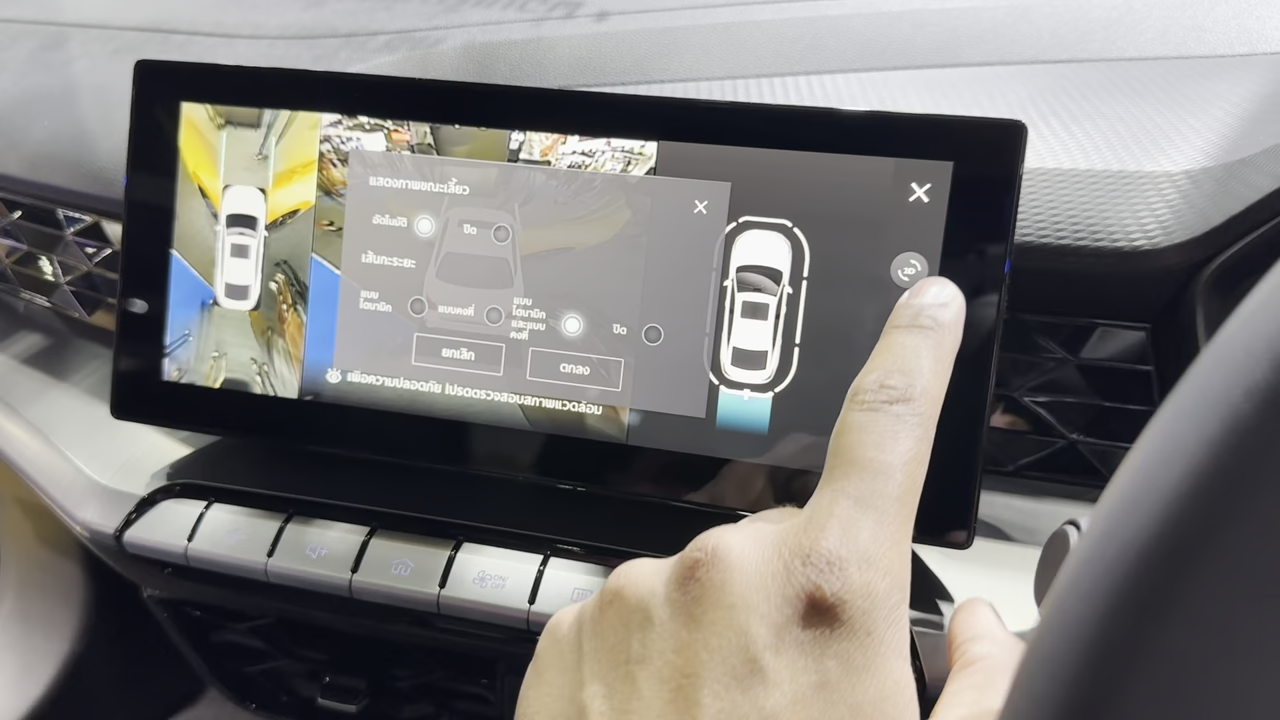 แสดงภาพขณะเลี้ยว
อัตโนมัติ ปิด
เส้นกะระยะ
แบบ
ไดนามิก
แบบคงที่
แบบ
ไดนามิก
และแบบ
คงที่
ปิด
ยกเลิก ตกลง
เพื่อความปลอดภัย โปรดตรวจสอบสภาพแวดล้อม
2D
ON/
OFF